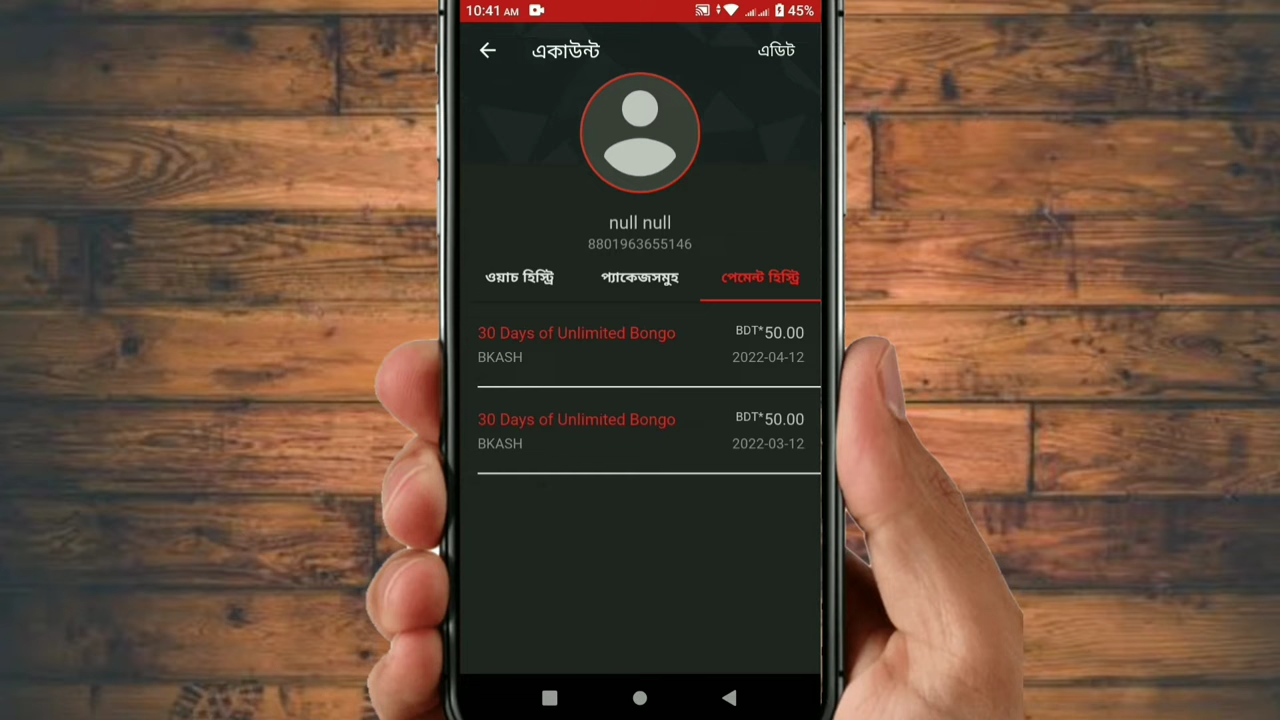 10:41 AM 45%
একাউন্ট এডিট
null null
8801963655146
ওয়াচ হিস্ট্রি প্যাকেজসমুহ পেমেন্ট হিস্ট্রি
30 Days of Unlimited Bongo BDT*50.00
BKASH 2022-04-12
30 Days of Unlimited Bongo BDT*50.00
BKASH 2022-03-12